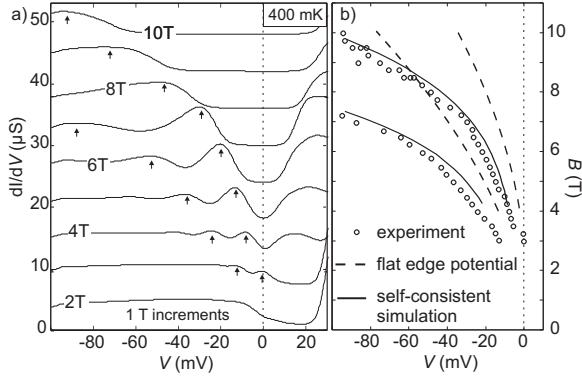 a)
400 mK
b)
50
40
30
20
10
0
dI/dV (µS)
10T
8T
6T
4T
2T
1 T increments
-80
-60
-40
-20
0
20
V (mV)
10
8
6
4
2
0
B (T)
experiment
flat edge potential
self-consistent
simulation
-80
-60
-40
-20
0
V (mV)